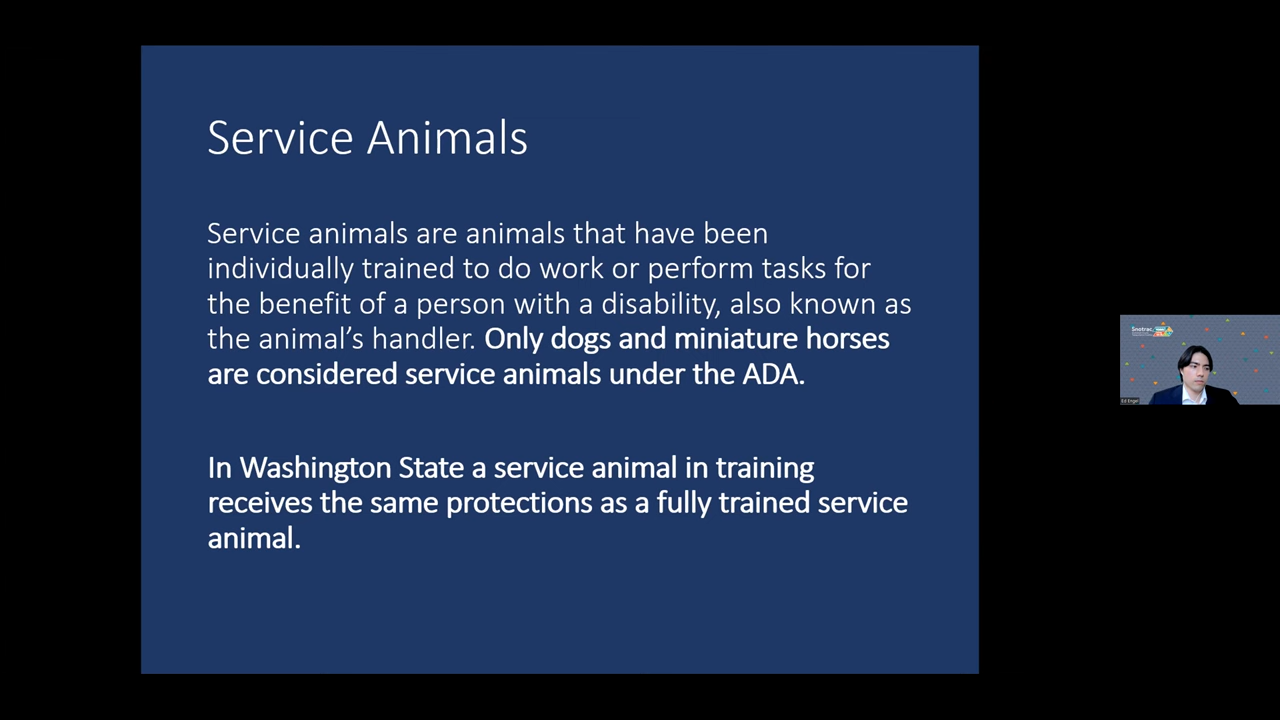 Service Animals
Service animals are animals that have been
individually trained to do work or perform tasks for
the benefit of a person with a disability, also known as
the animal’s handler. Only dogs and miniature horses
are considered service animals under the ADA.
In Washington State a service animal in training
receives the same protections as a fully trained service
animal.
Snotrac
Ed Engel